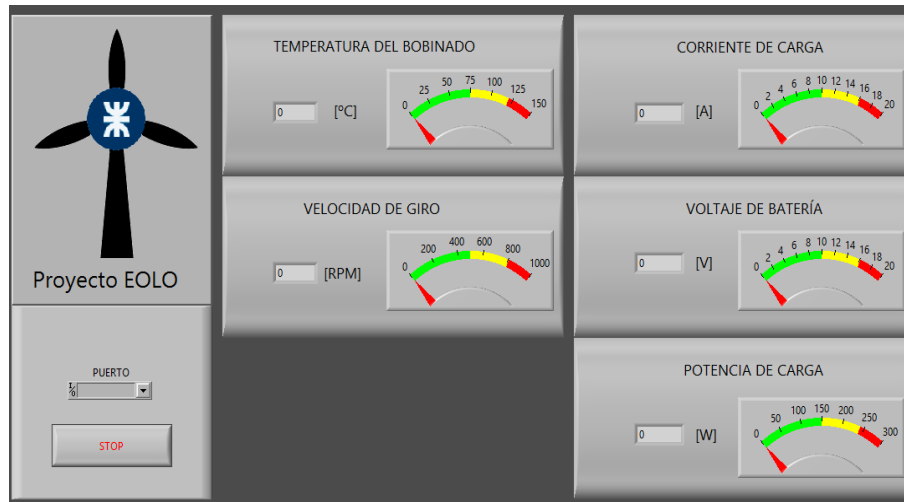 Proyecto EOLO
PUERTO
I/O
STOP
TEMPERATURA DEL BOBINADO
0 [ºC]
0 25 50 75 100 125 150
VELOCIDAD DE GIRO
0 [RPM]
0 200 400 600 800 1000
CORRIENTE DE CARGA
0 [A]
0 2 4 6 8 10 12 14 16 18 20
VOLTAJE DE BATERÍA
0 [V]
0 2 4 6 8 10 12 14 16 18 20
POTENCIA DE CARGA
0 [W]
0 50 100 150 200 250 300